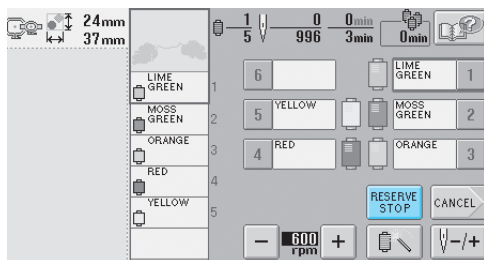 24mm
37mm
1
5
0
996
0min
3min
0min
LIME
GREEN
1
MOSS
GREEN
2
ORANGE
3
RED
4
YELLOW
5
6
LIME
GREEN
1
5
YELLOW
MOSS
GREEN
2
4
RED
ORANGE
3
RESERVE
STOP
CANCEL
−
600
rpm
+
−/+